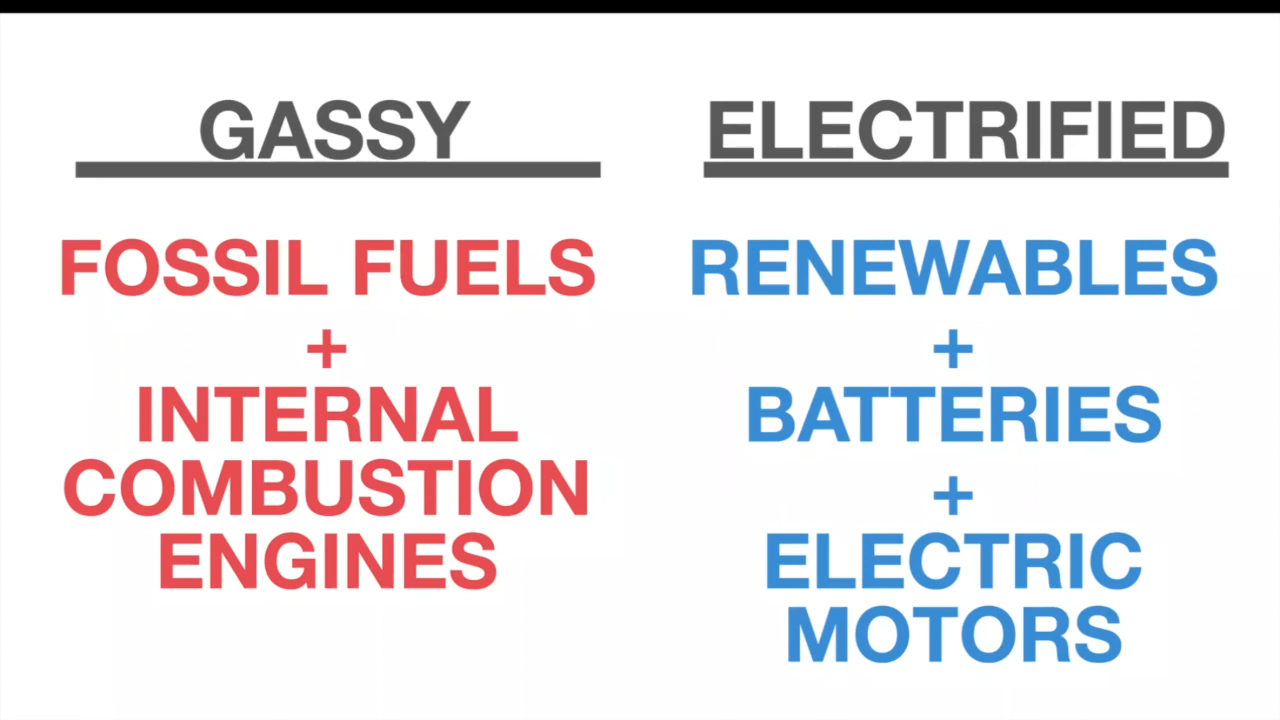 GASSY
FOSSIL FUELS
+
INTERNAL
COMBUSTION
ENGINES
ELECTRIFIED
RENEWABLES
+
BATTERIES
+
ELECTRIC
MOTORS